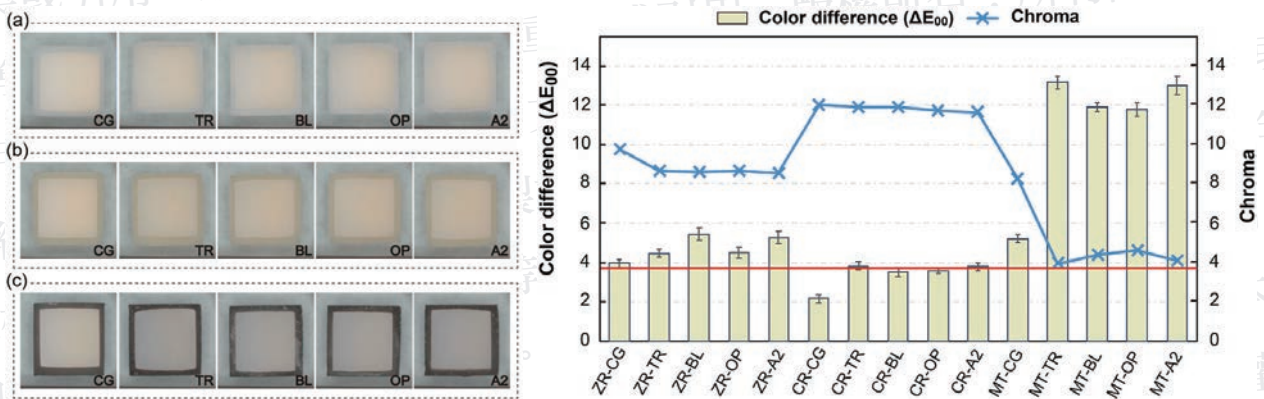 (a)
CG TR BL OP A2
(b)
CG TR BL OP A2
(c)
CG TR BL OP A2
Color difference (ΔE00) Chroma
Color difference (ΔE00)
14 14
12 12
10 10
8 8
6 6
4 4
2 2
0 0
Chroma
ZR-CG ZR-TR ZR-BL ZR-OP ZR-A2 CR-CG CR-TR CR-BL CR-OP CR-A2 MT-CG MT-TR MT-BL MT-OP MT-A2